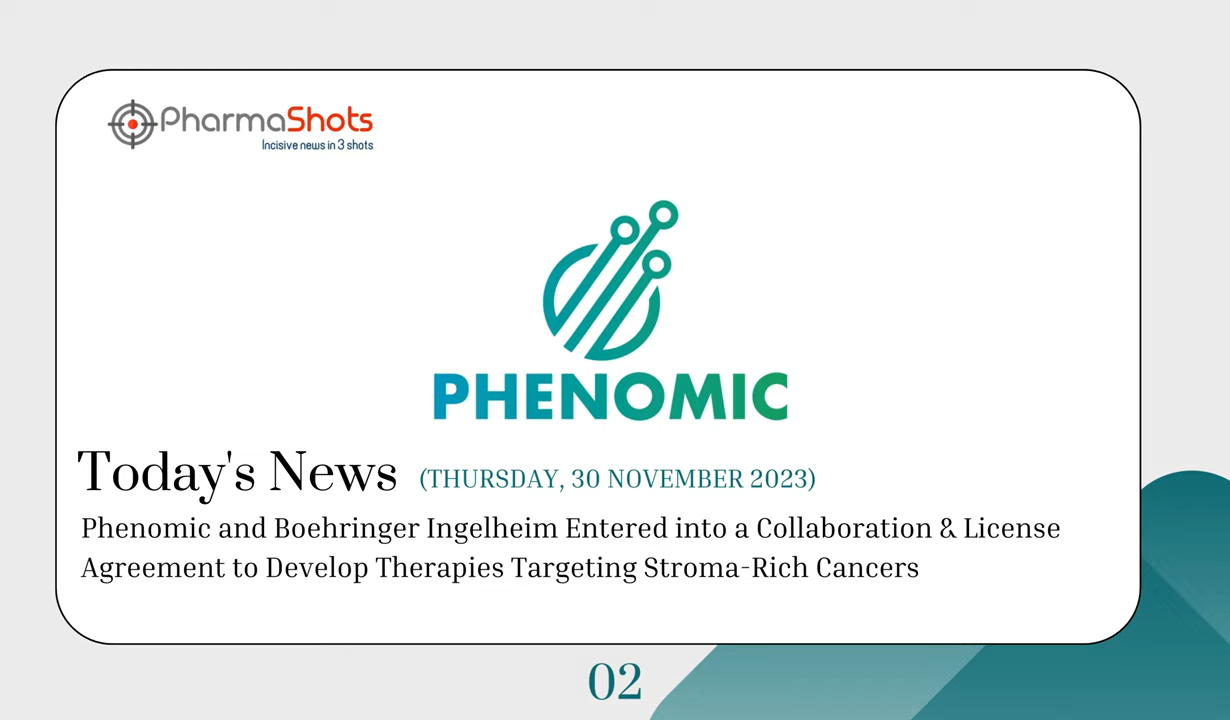 PharmaShots
Incisive news in 3 shots
PHENOMIC
Today's News (THURSDAY, 30 NOVEMBER 2023)
Phenomic and Boehringer Ingelheim Entered into a Collaboration & License
Agreement to Develop Therapies Targeting Stroma-Rich Cancers
02